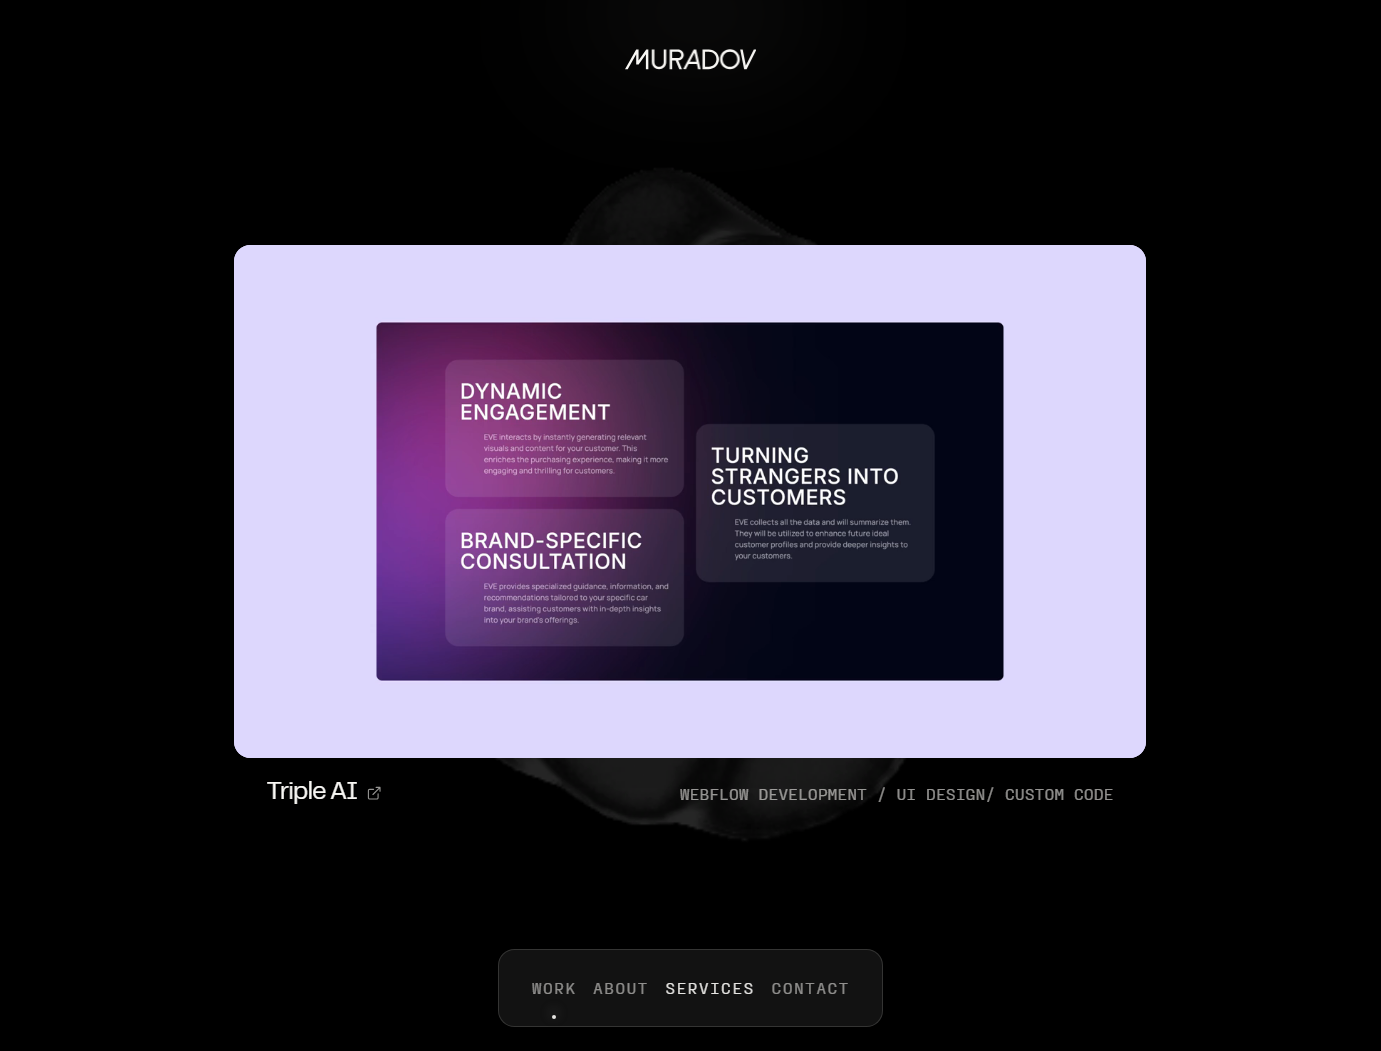 MURADOV
DYNAMIC
ENGAGEMENT
EVE interacts by instantly generating relevant
visuals and content for your customer. This
enriches the purchasing experience, making it more
engaging and thrilling for customers.
BRAND-SPECIFIC
CONSULTATION
EVE provides specialized guidance, information, and
recommendations tailored to your specific car
brand, assisting customers with in-depth insights
into your brand's offerings.
TURNING
STRANGERS INTO
CUSTOMERS
EVE collects all the data and will summarize them.
They will be utilized to enhance future ideal
customer profiles and provide deeper insights to
your customers.
Triple AI
WEBFLOW DEVELOPMENT / UI DESIGN/ CUSTOM CODE
WORK ABOUT SERVICES CONTACT